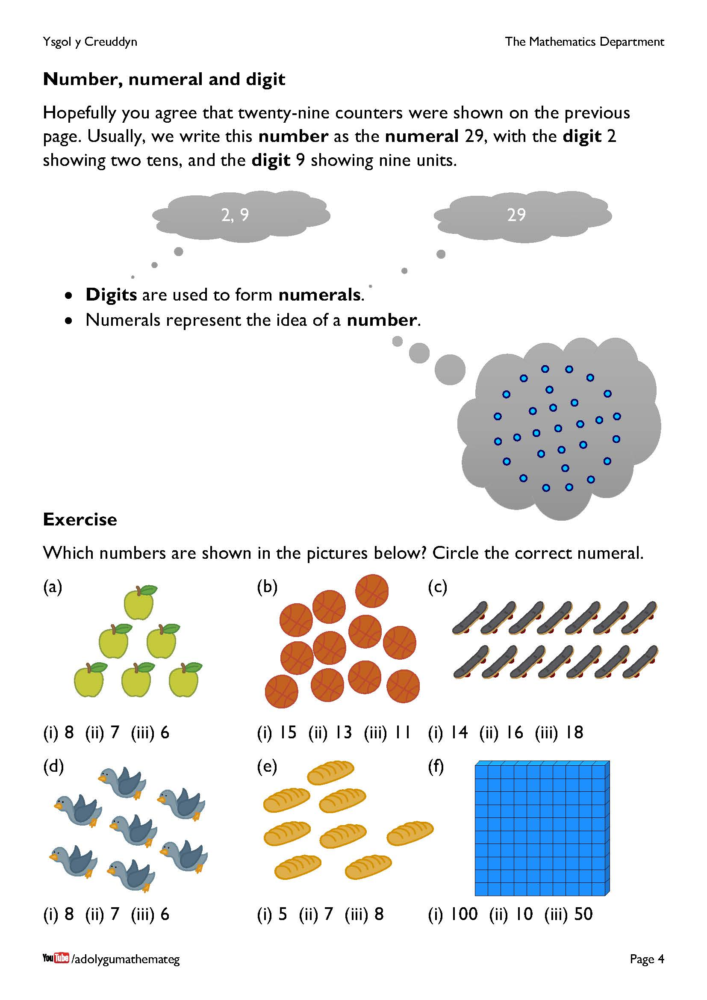 Ysgol y Creuddyn
The Mathematics Department
Number, numeral and digit
Hopefully you agree that twenty-nine counters were shown on the previous
page. Usually, we write this number as the numeral 29, with the digit 2
showing two tens, and the digit 9 showing nine units.
2, 9
29
• Digits are used to form numerals.
• Numerals represent the idea of a number.
Exercise
Which numbers are shown in the pictures below? Circle the correct numeral.
(a)
(b)
(c)
(i) 8 (ii) 7 (iii) 6
(i) 15 (ii) 13 (iii) 11
(i) 14 (ii) 16 (iii) 18
(d)
(e)
(f)
(i) 8 (ii) 7 (iii) 6
(i) 5 (ii) 7 (iii) 8
(i) 100 (ii) 10 (iii) 50
YouTube/adolygumathemateg
Page 4